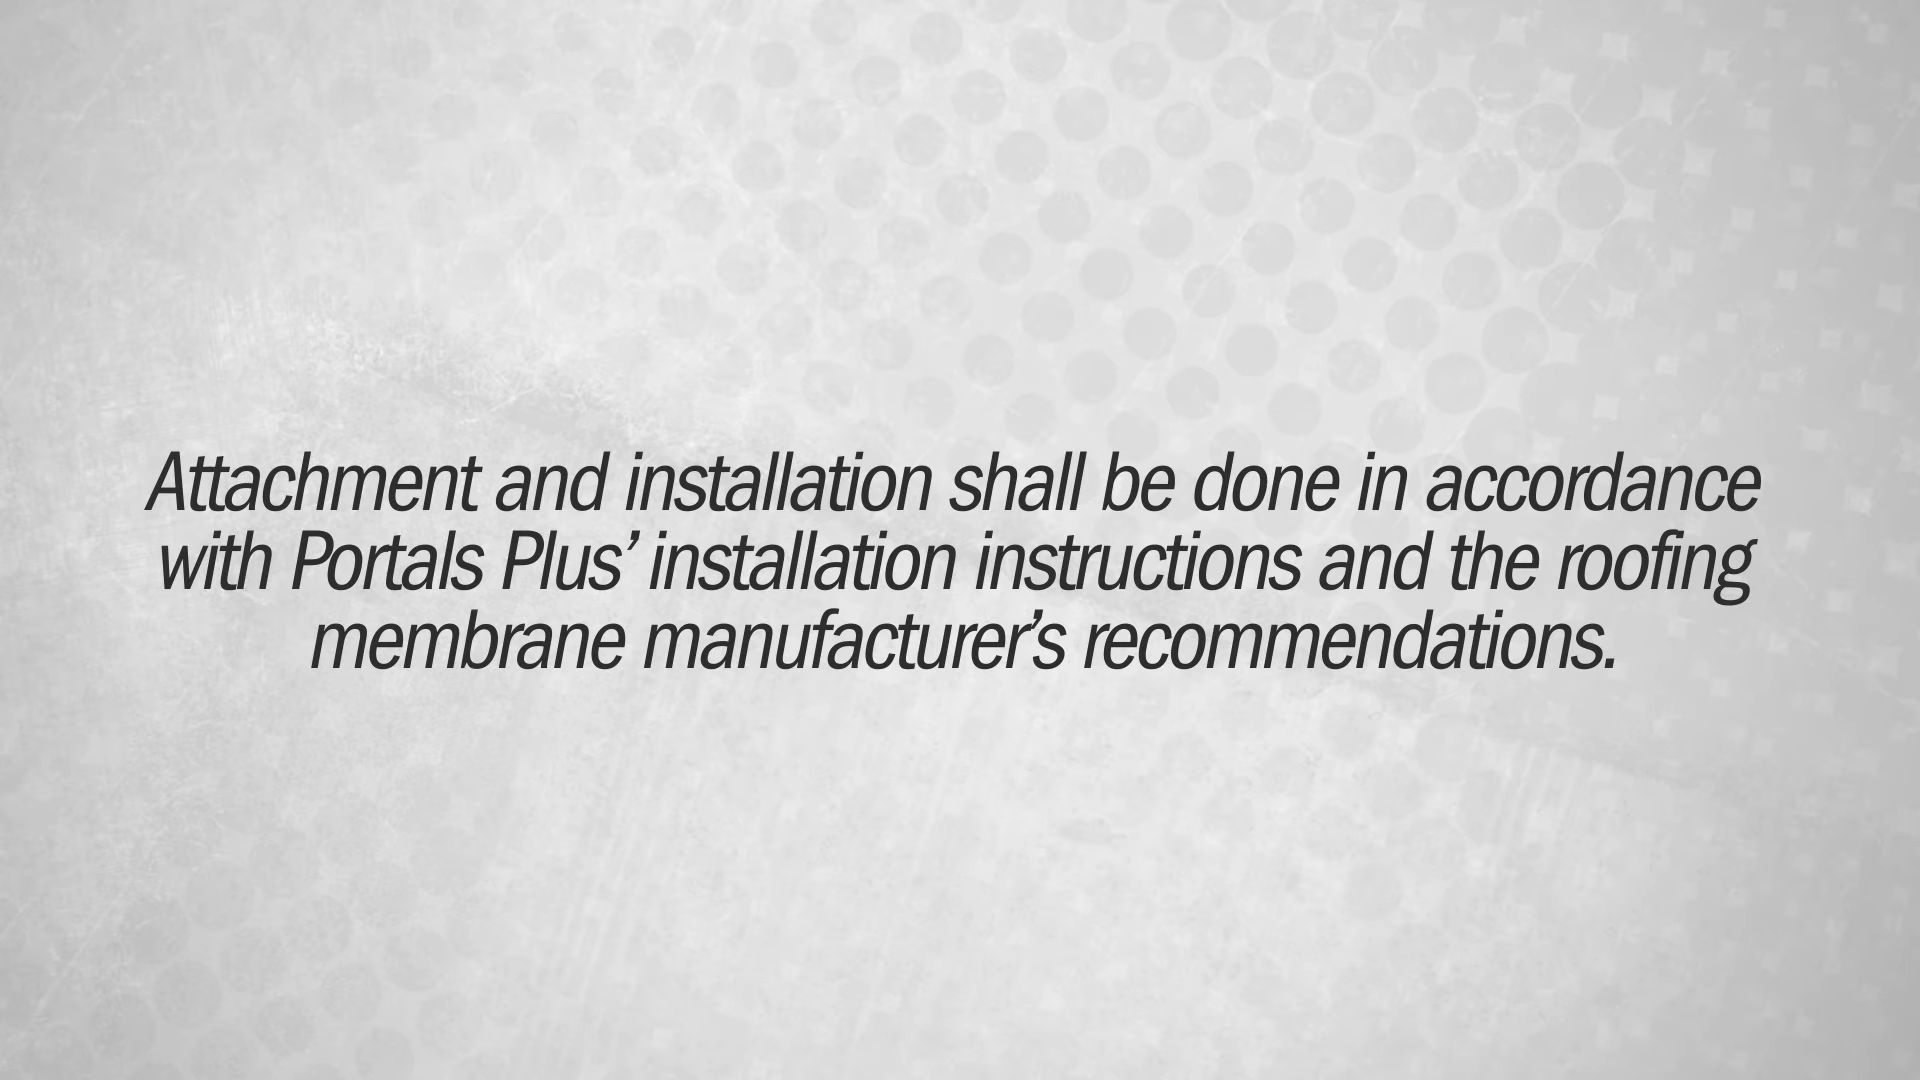 Attachment and installation shall be done in accordance
with Portals Plus’ installation instructions and the roofing
membrane manufacturer’s recommendations.